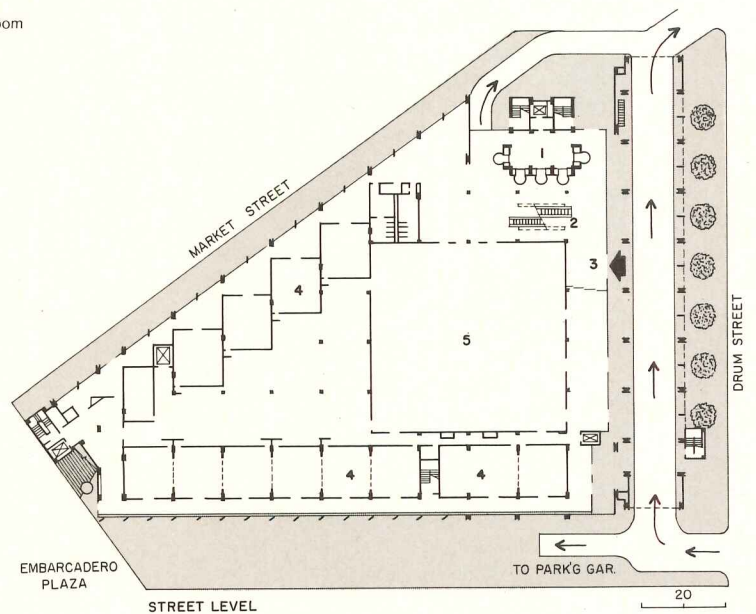 oom
MARKET STREET
1
2
3
4
5
DRUM STREET
4
4
EMBARCADERO
PLAZA
TO PARK'G GAR.
STREET LEVEL
20